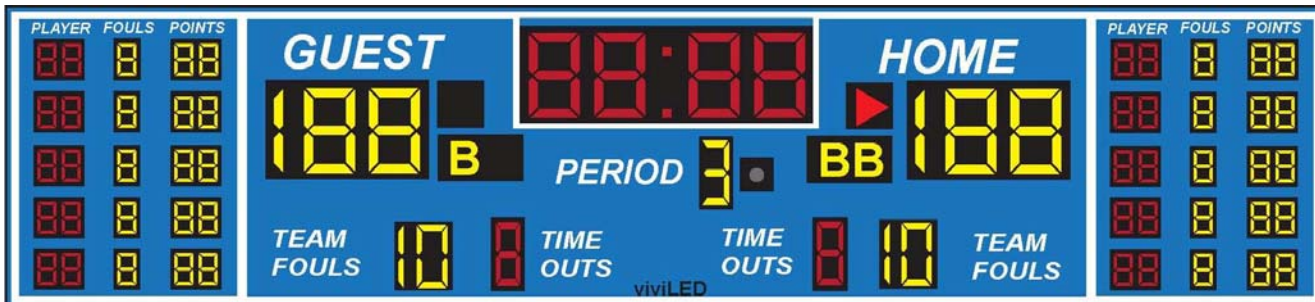 PLAYER FOULS POINTS
88 8 88
88 8 88
88 8 88
88 8 88
88 8 88
GUEST
188
B
88:88
PERIOD 3
HOME
188
BB
TEAM FOULS
10
8
TIME OUTS
TIME OUTS
8
10
TEAM FOULS
viviLED
PLAYER FOULS POINTS
88 8 88
88 8 88
88 8 88
88 8 88
88 8 88